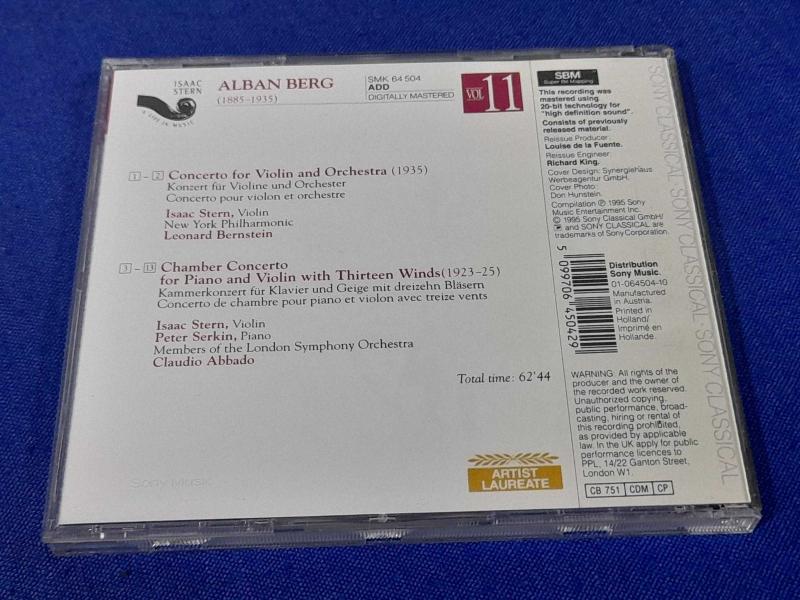 ISAAC
STERN
A LIFE IN MUSIC
ALBAN BERG
(1885–1935)
SMK 64 504
ADD
DIGITALLY MASTERED
VOL 11
1 – 2 Concerto for Violin and Orchestra (1935)
Konzert für Violine und Orchester
Concerto pour violon et orchestre
Isaac Stern, Violin
New York Philharmonic
Leonard Bernstein
3 – 13 Chamber Concerto
for Piano and Violin with Thirteen Winds (1923–25)
Kammerkonzert für Klavier und Geige mit dreizehn Bläsern
Concerto de chambre pour piano et violon avec treize vents
Isaac Stern, Violin
Peter Serkin, Piano
Members of the London Symphony Orchestra
Claudio Abbado
Total time: 62'44
Sony Music
ARTIST
LAUREATE
SBM
Super Bit Mapping
This recording was
mastered using
20-bit technology for
"high definition sound".
Consists of previously
released material.
Reissue Producer:
Louise de la Fuente.
Reissue Engineer:
Richard King.
Cover Design: Synergiehaus
Werbeagentur GmbH.
Cover Photo:
Don Hunstein.
Compilation ℗ 1995 Sony
Music Entertainment Inc.
© 1995 Sony Classical GmbH/
and SONY CLASSICAL are
trademarks of Sony Corporation.
5 099706 450429
Distribution
Sony Music.
01-064504-10
Manufactured
in Austria.
Printed in
Holland/
Imprimé en
Hollande.
WARNING: All rights of the
producer and the owner of
the recorded work reserved.
Unauthorized copying,
public performance, broad-
casting, hiring or rental of
this recording prohibited,
as provided by applicable
law. In the UK apply for public
performance licences to
PPL, 14/22 Ganton Street,
London W1.
CB 751 CDM CP
SONY CLASSICAL · SONY CLASSICAL · SONY CLASSICAL